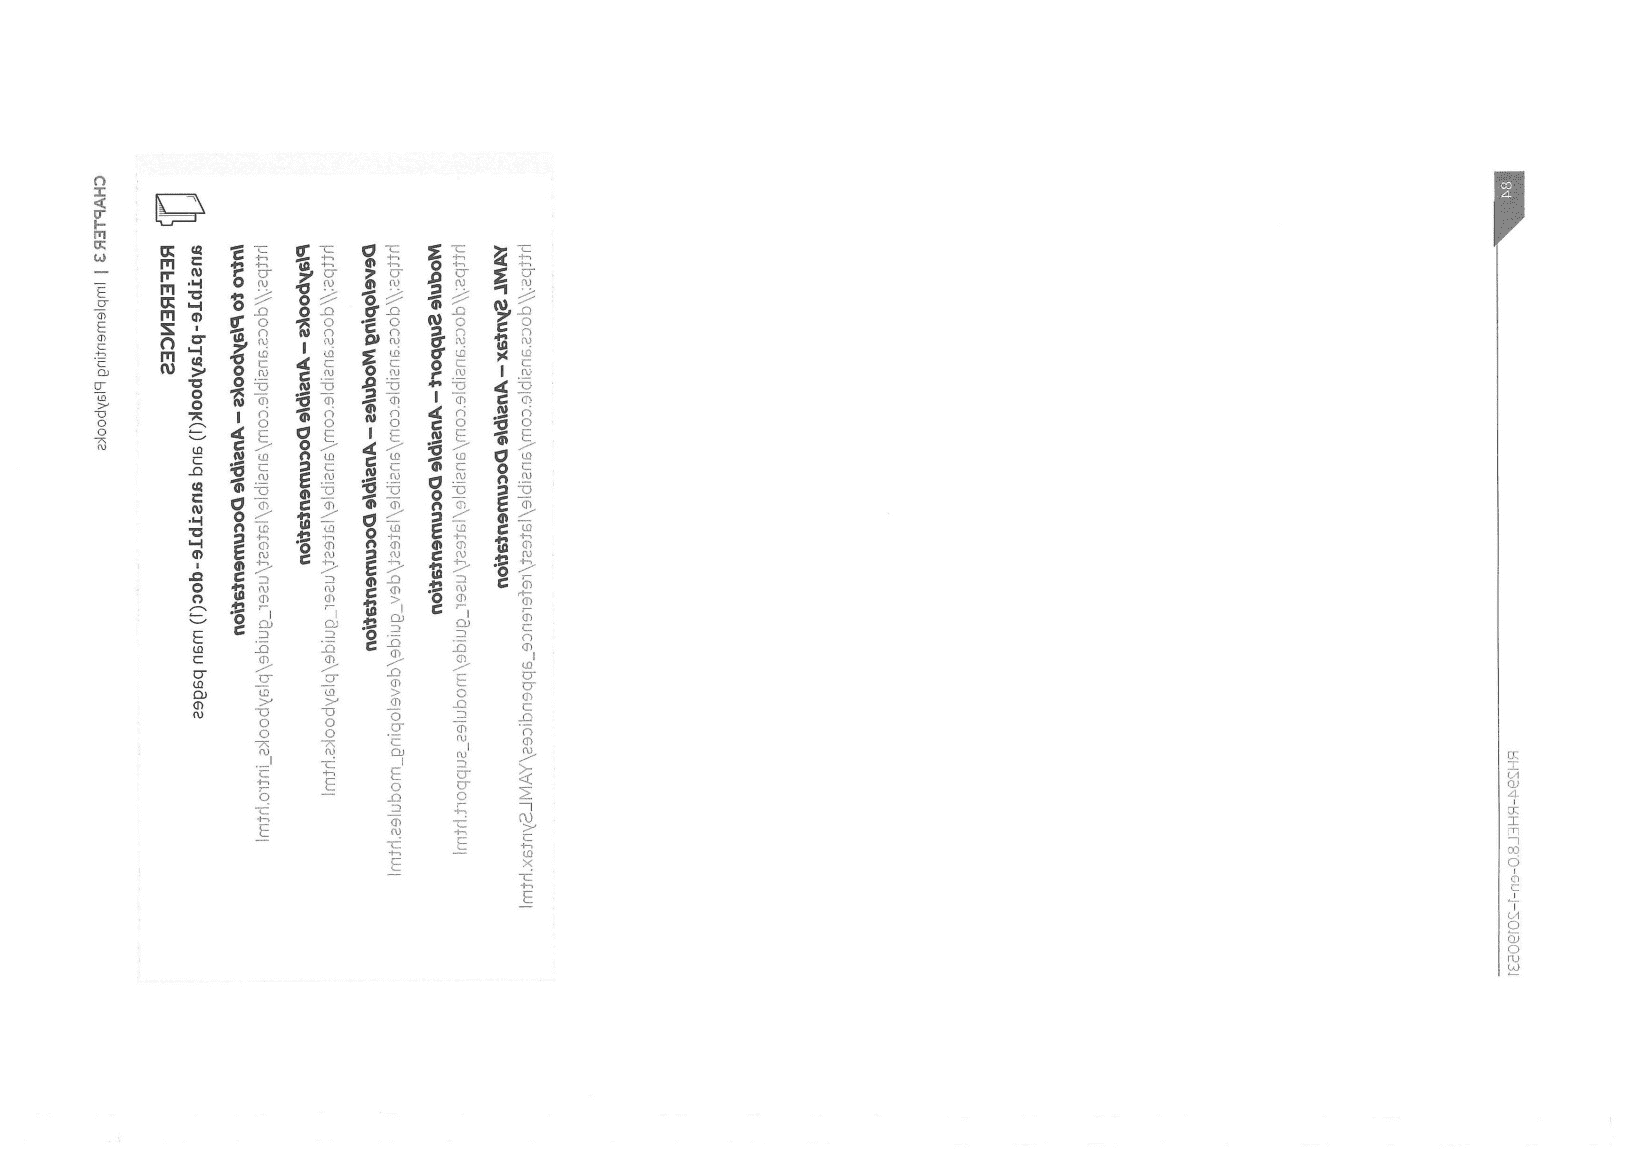 CHAPTER 3 | Implementing Playbooks
REFERENCES
ansible-playbook(1) and ansible-doc(1) man pages
Intro to Playbooks — Ansible Documentation
https://docs.ansible.com/ansible/latest/user_guide/playbooks_intro.html
Playbooks — Ansible Documentation
https://docs.ansible.com/ansible/latest/user_guide/playbooks.html
Developing Modules — Ansible Documentation
https://docs.ansible.com/ansible/latest/dev_guide/developing_modules.html
Module Support — Ansible Documentation
https://docs.ansible.com/ansible/latest/user_guide/modules_support.html
YAML Syntax — Ansible Documentation
https://docs.ansible.com/ansible/latest/reference_appendices/YAMLSyntax.html
84
RH294-RHEL8.0-en-1-20190531